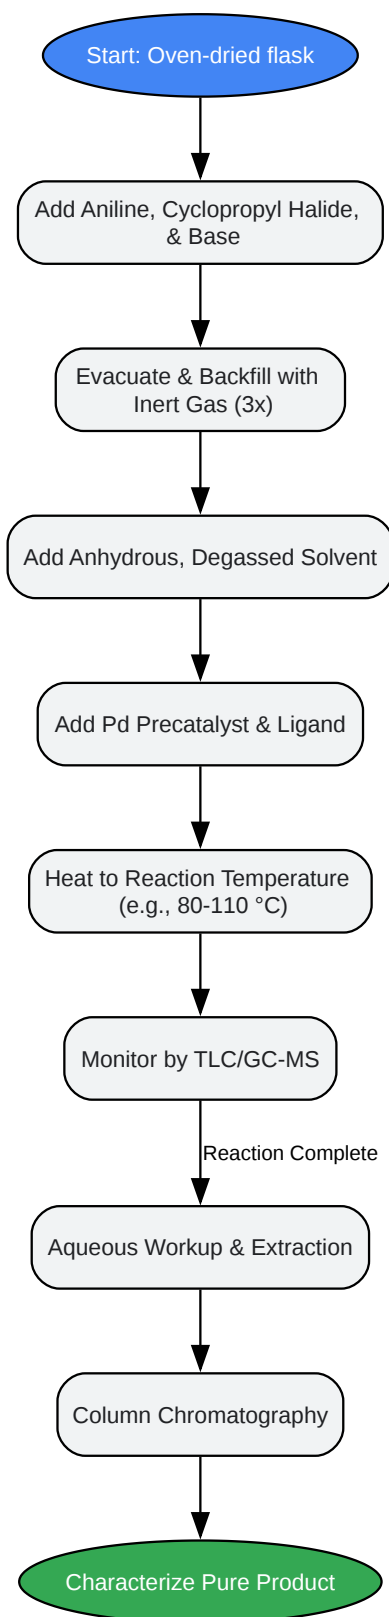 Start: Oven-dried flask
Add Aniline, Cyclopropyl Halide,
& Base
Evacuate & Backfill with
Inert Gas (3x)
Add Anhydrous, Degassed Solvent
Add Pd Precatalyst & Ligand
Heat to Reaction Temperature
(e.g., 80-110 °C)
Monitor by TLC/GC-MS
Reaction Complete
Aqueous Workup & Extraction
Column Chromatography
Characterize Pure Product